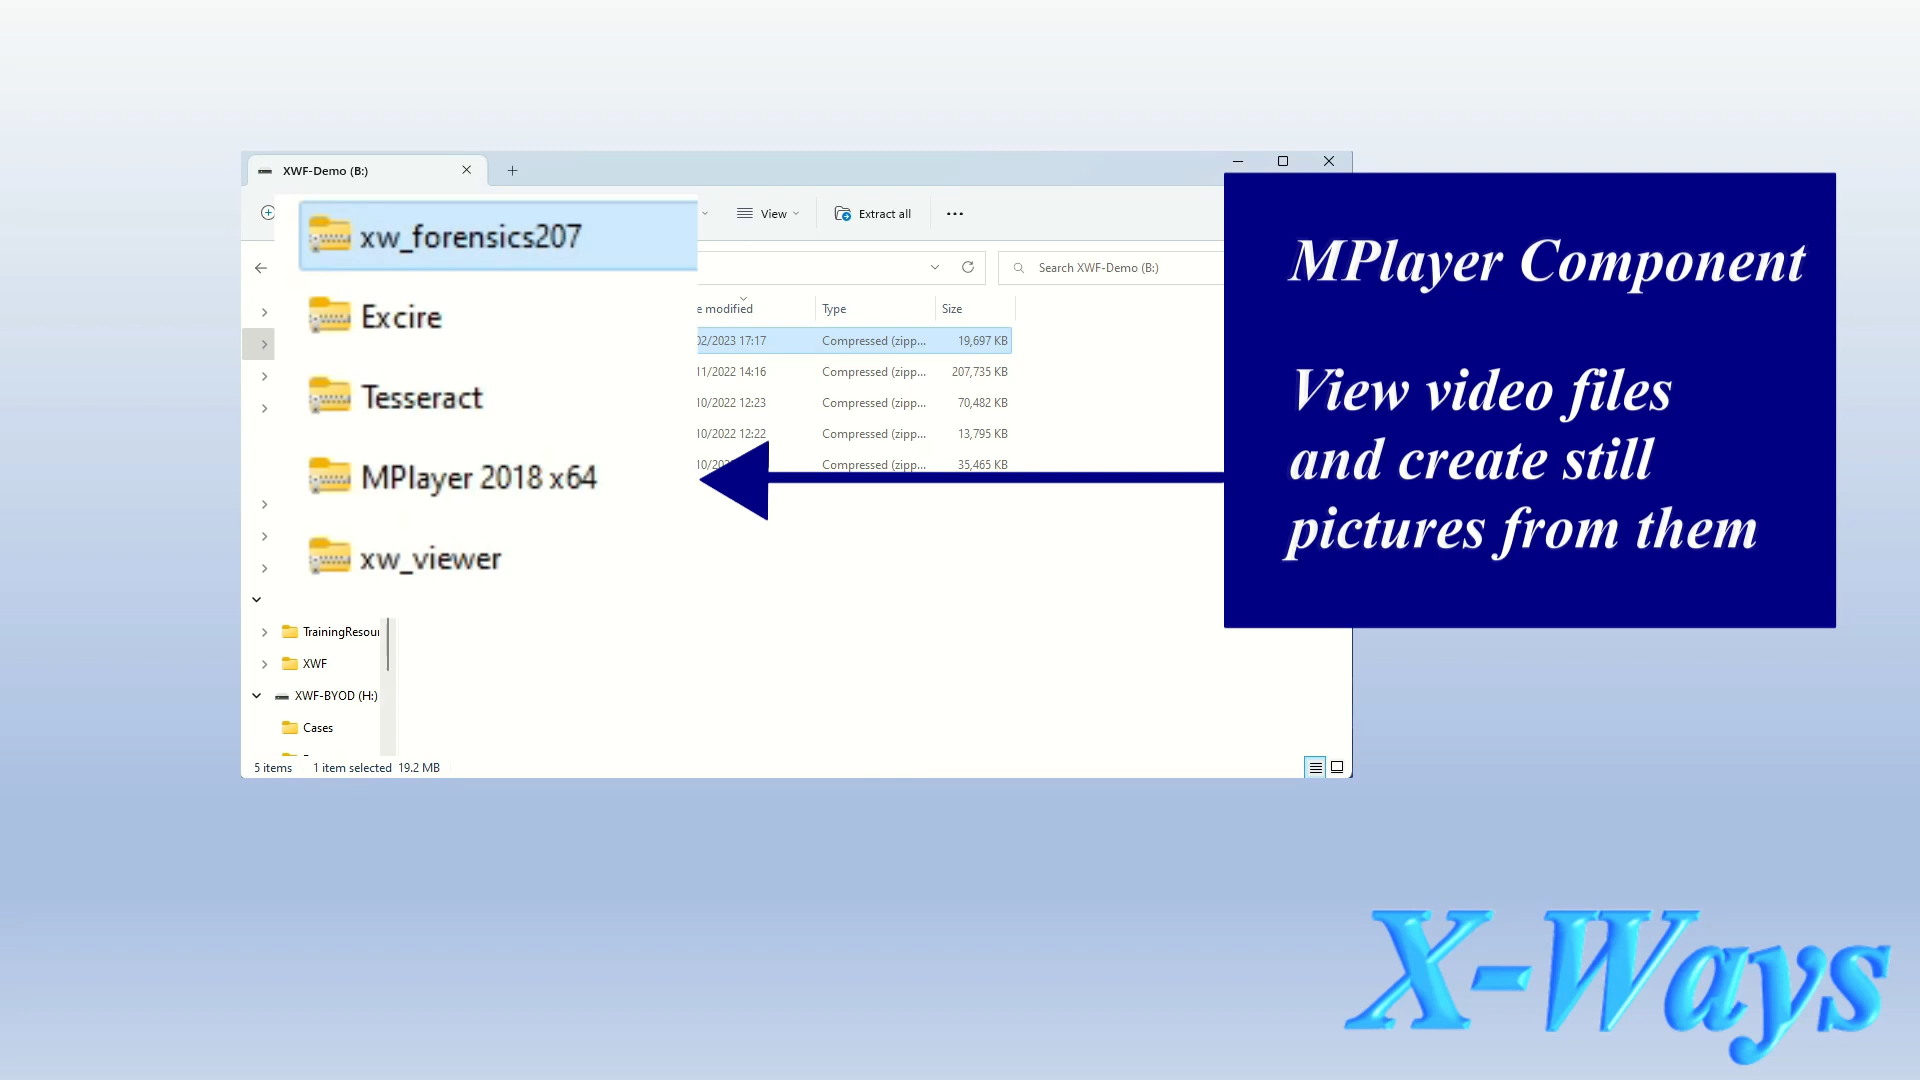 XWF-Demo (B:)
View
Extract all
Search XWF-Demo (B:)
e modified
Type
Size
xw_forensics207
Excire
Tesseract
MPlayer 2018 x64
xw_viewer
02/2023 17:17 Compressed (zipp... 19,697 KB
11/2022 14:16 Compressed (zipp... 207,735 KB
10/2022 12:23 Compressed (zipp... 70,482 KB
10/2022 12:22 Compressed (zipp... 13,795 KB
Compressed (zipp... 35,465 KB
MPlayer Component
View video files
and create still
pictures from them
TrainingResour
XWF
XWF-BYOD (H:)
Cases
5 items 1 item selected 19.2 MB
X-Ways